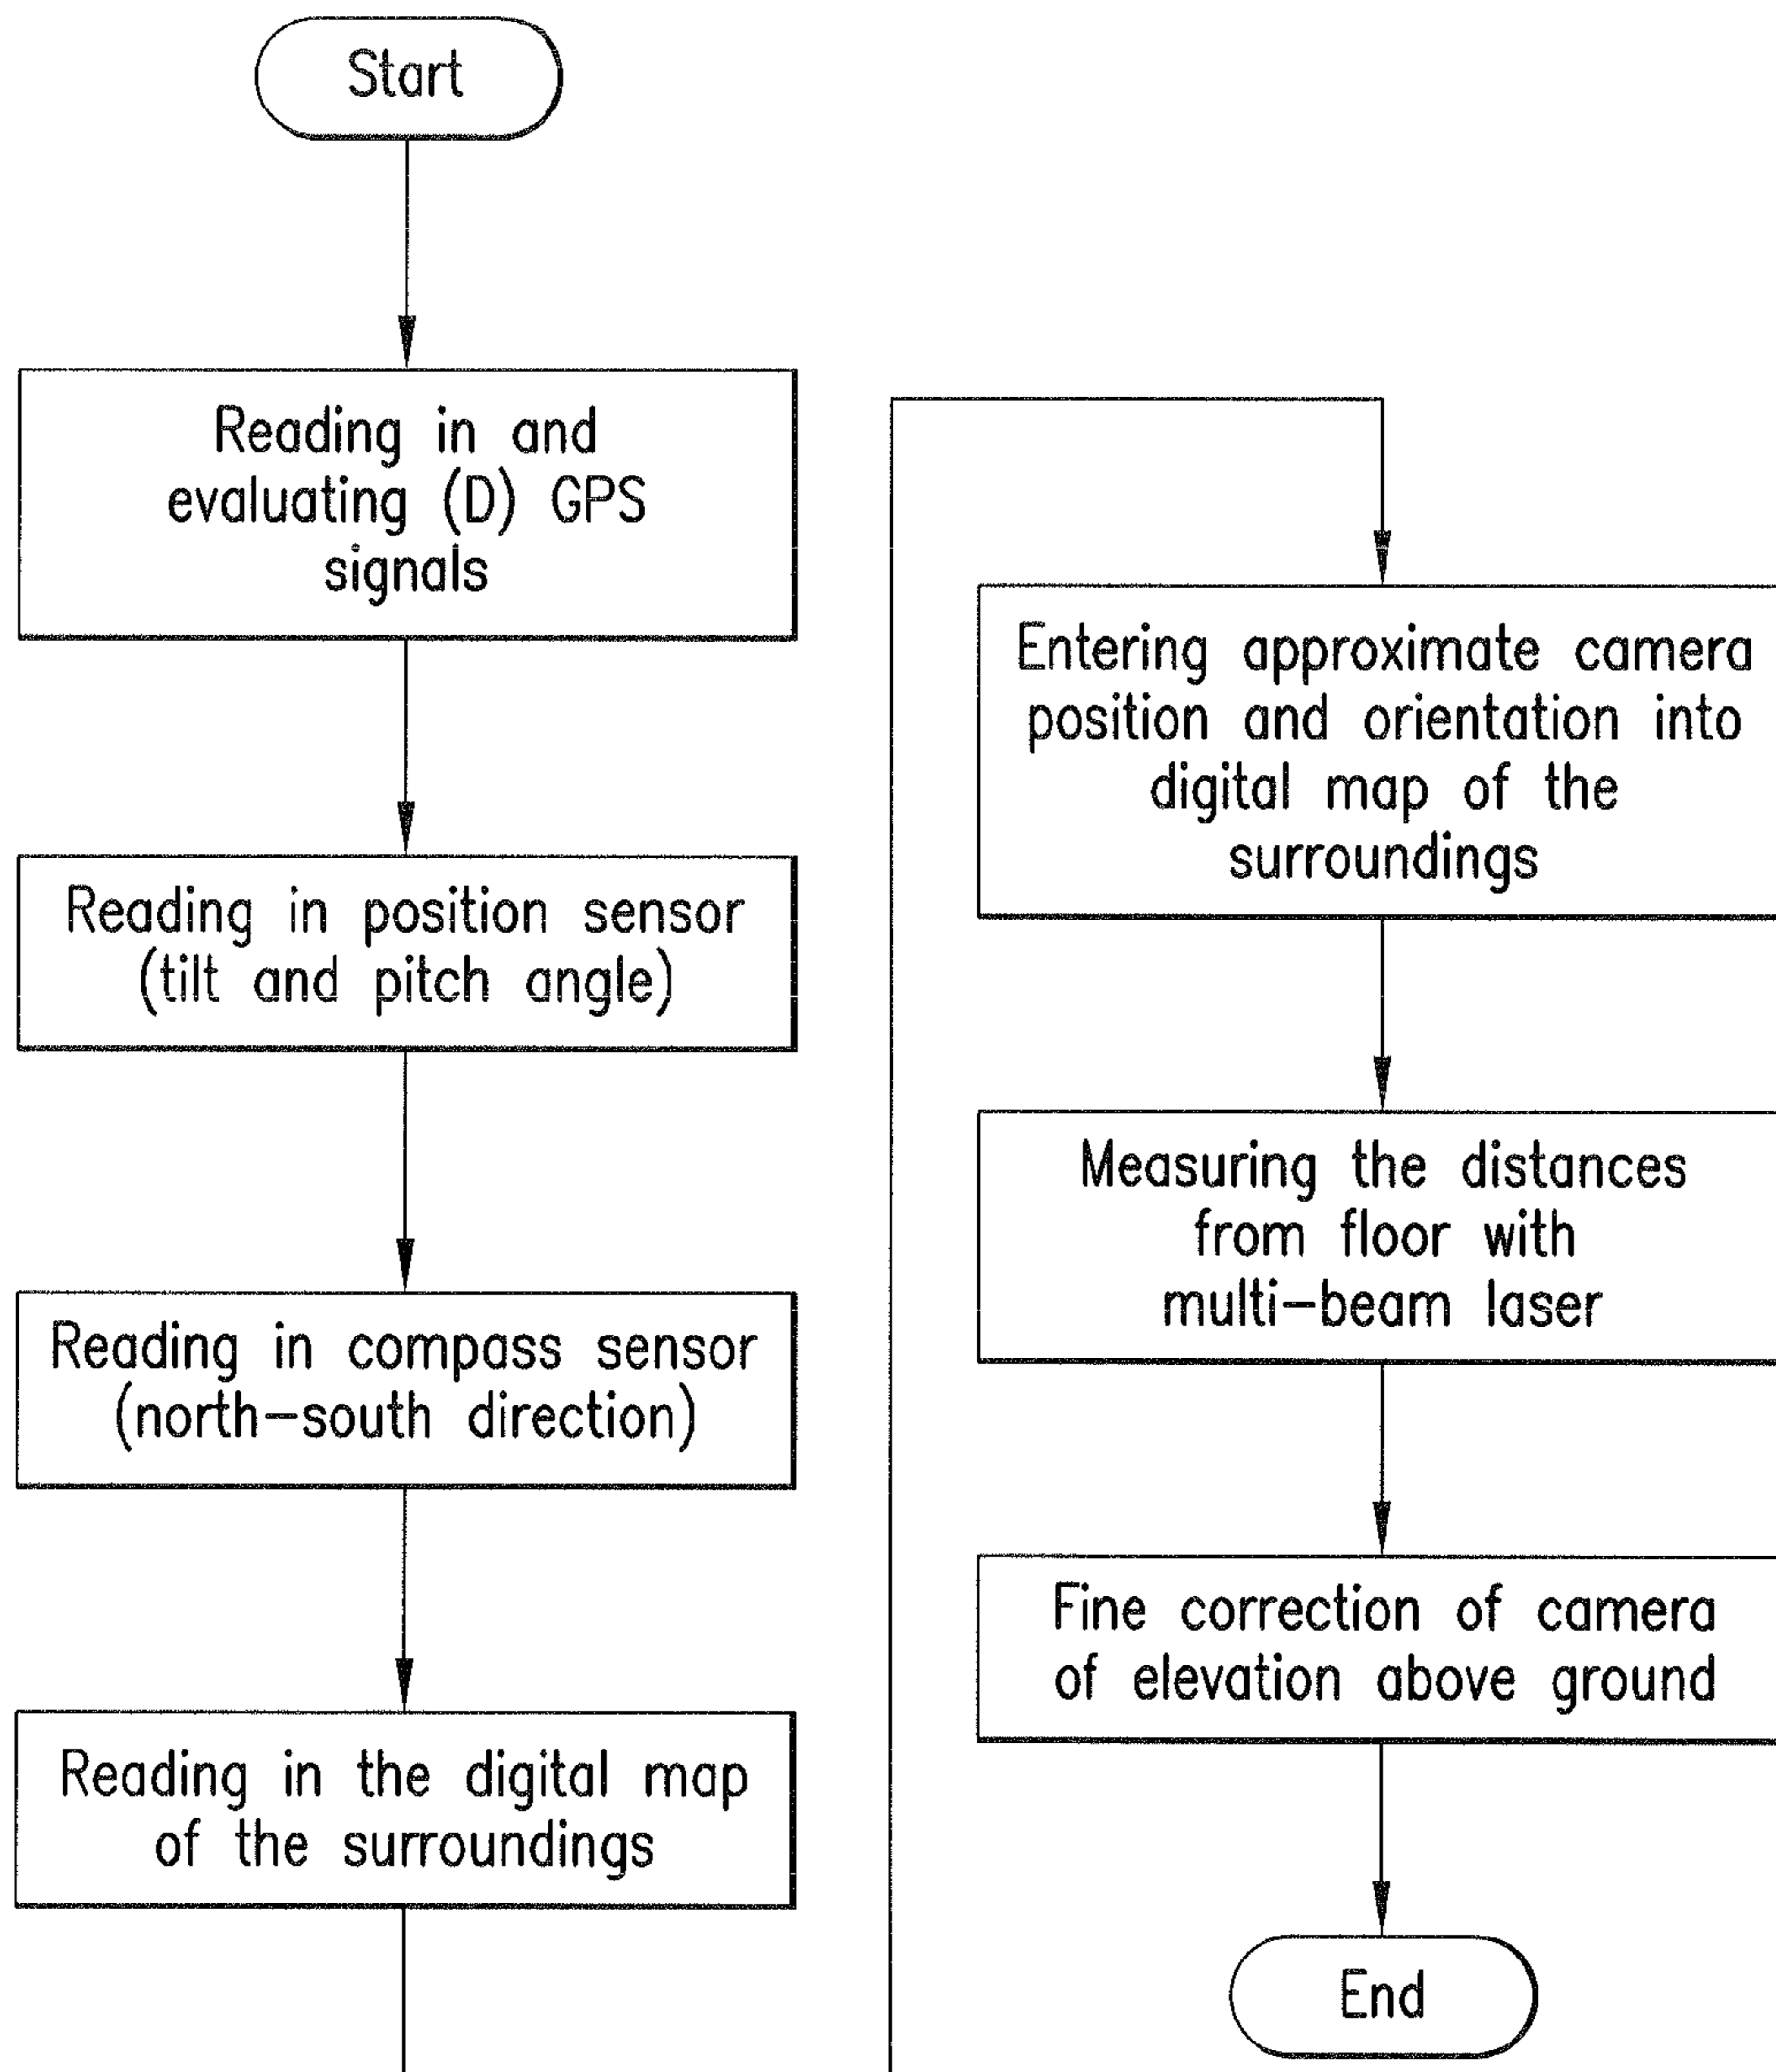 Start
Reading in and
evaluating (D) GPS
signals
Reading in position sensor
(tilt and pitch angle)
Reading in compass sensor
(north-south direction)
Reading in the digital map
of the surroundings
Entering approximate camera
position and orientation into
digital map of the
surroundings
Measuring the distances
from floor with
multi-beam laser
Fine correction of camera
of elevation above ground
End